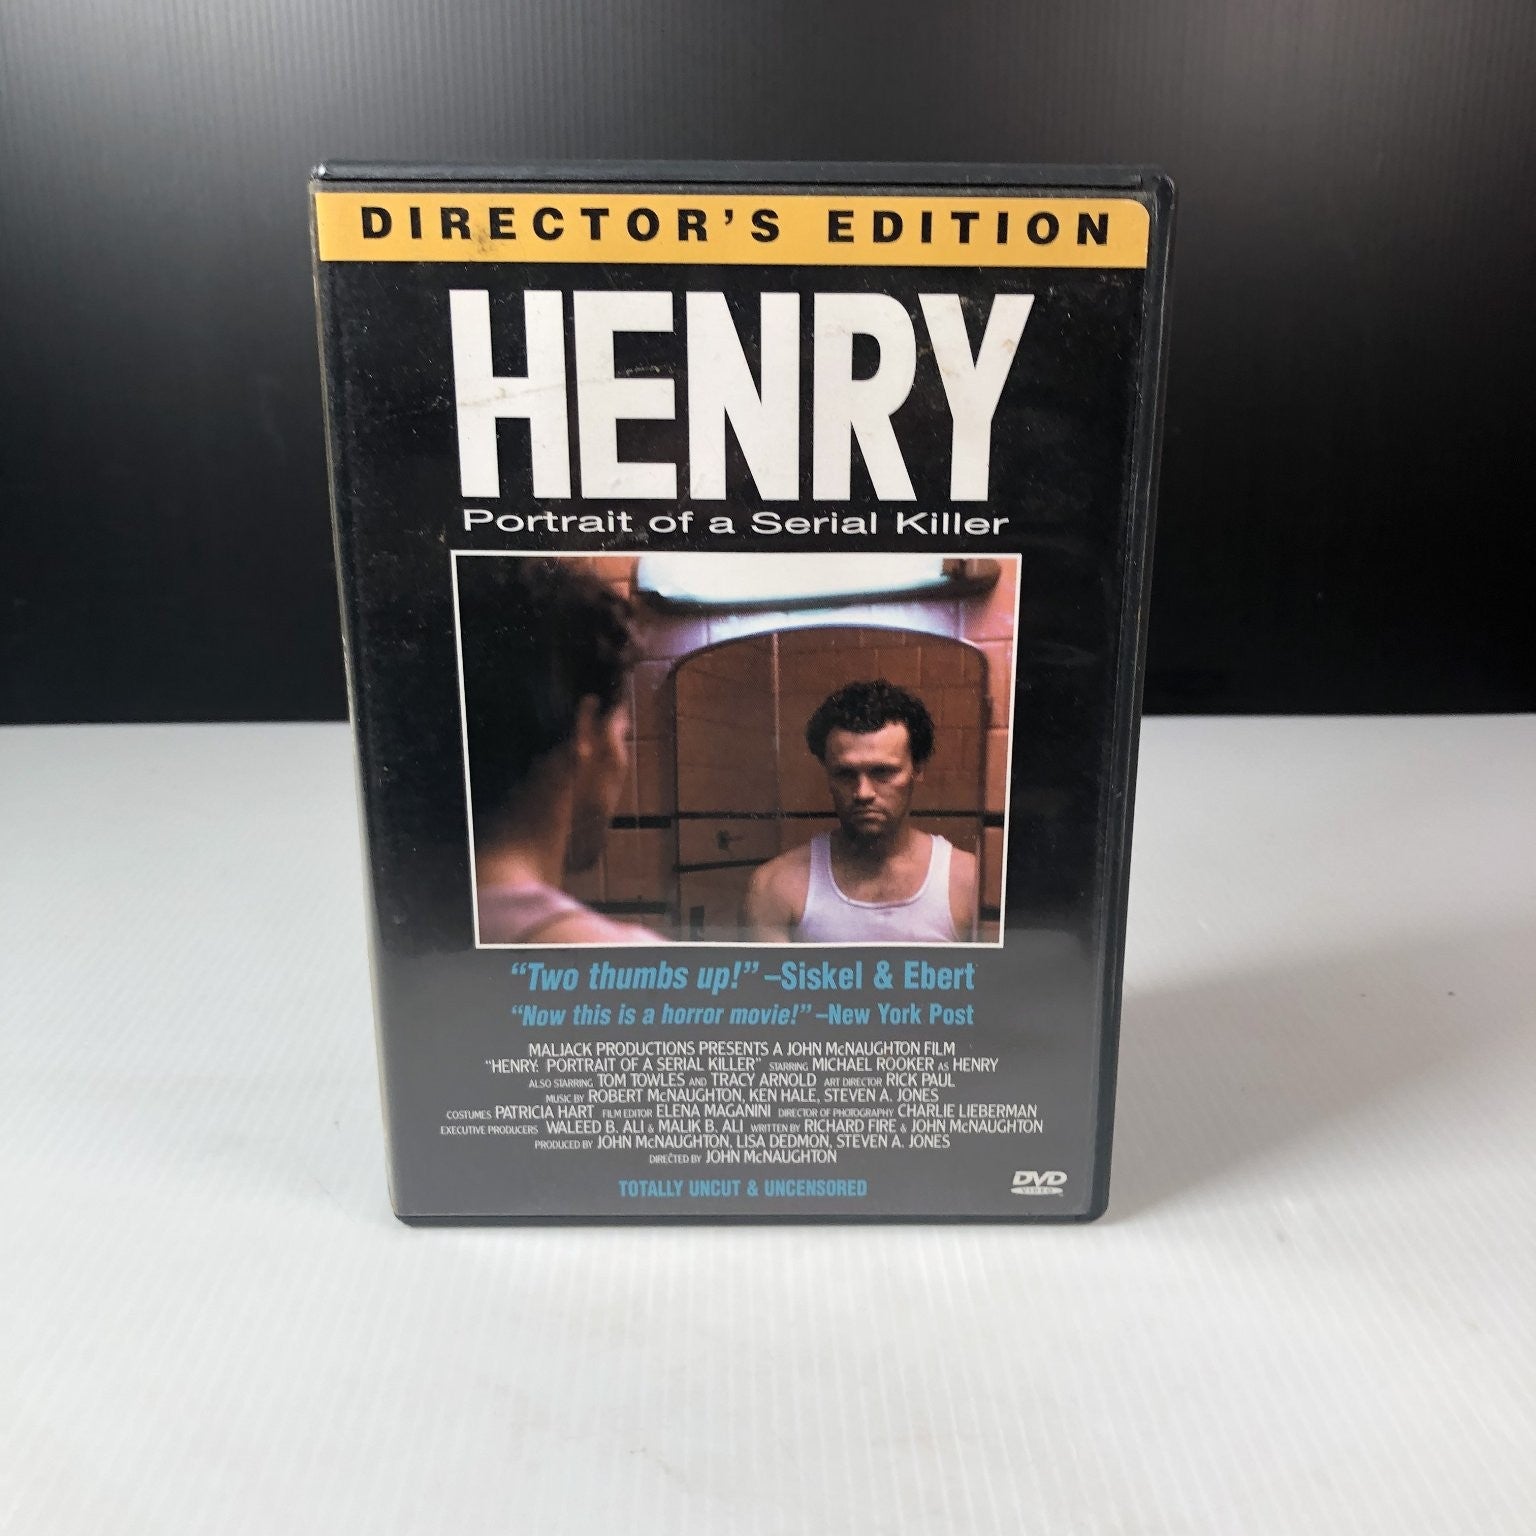 DIRECTOR'S EDITION
HENRY
Portrait of a Serial Killer
"Two thumbs up!" –Siskel & Ebert
"Now this is a horror movie!" –New York Post
MALJACK PRODUCTIONS PRESENTS A JOHN McNAUGHTON FILM
"HENRY: PORTRAIT OF A SERIAL KILLER" STARRING MICHAEL ROOKER AS HENRY
ALSO STARRING TOM TOWLES AND TRACY ARNOLD ART DIRECTOR RICK PAUL
MUSIC BY ROBERT McNAUGHTON, KEN HALE, STEVEN A. JONES
COSTUMES PATRICIA HART FILM EDITOR ELENA MAGANINI DIRECTOR OF PHOTOGRAPHY CHARLIE LIEBERMAN
EXECUTIVE PRODUCERS WALEED B. ALI & MALIK B. ALI WRITTEN BY RICHARD FIRE & JOHN McNAUGHTON
PRODUCED BY JOHN McNAUGHTON, LISA DEDMON, STEVEN A. JONES
DIRECTED BY JOHN McNAUGHTON
TOTALLY UNCUT & UNCENSORED
DVD
VIDEO